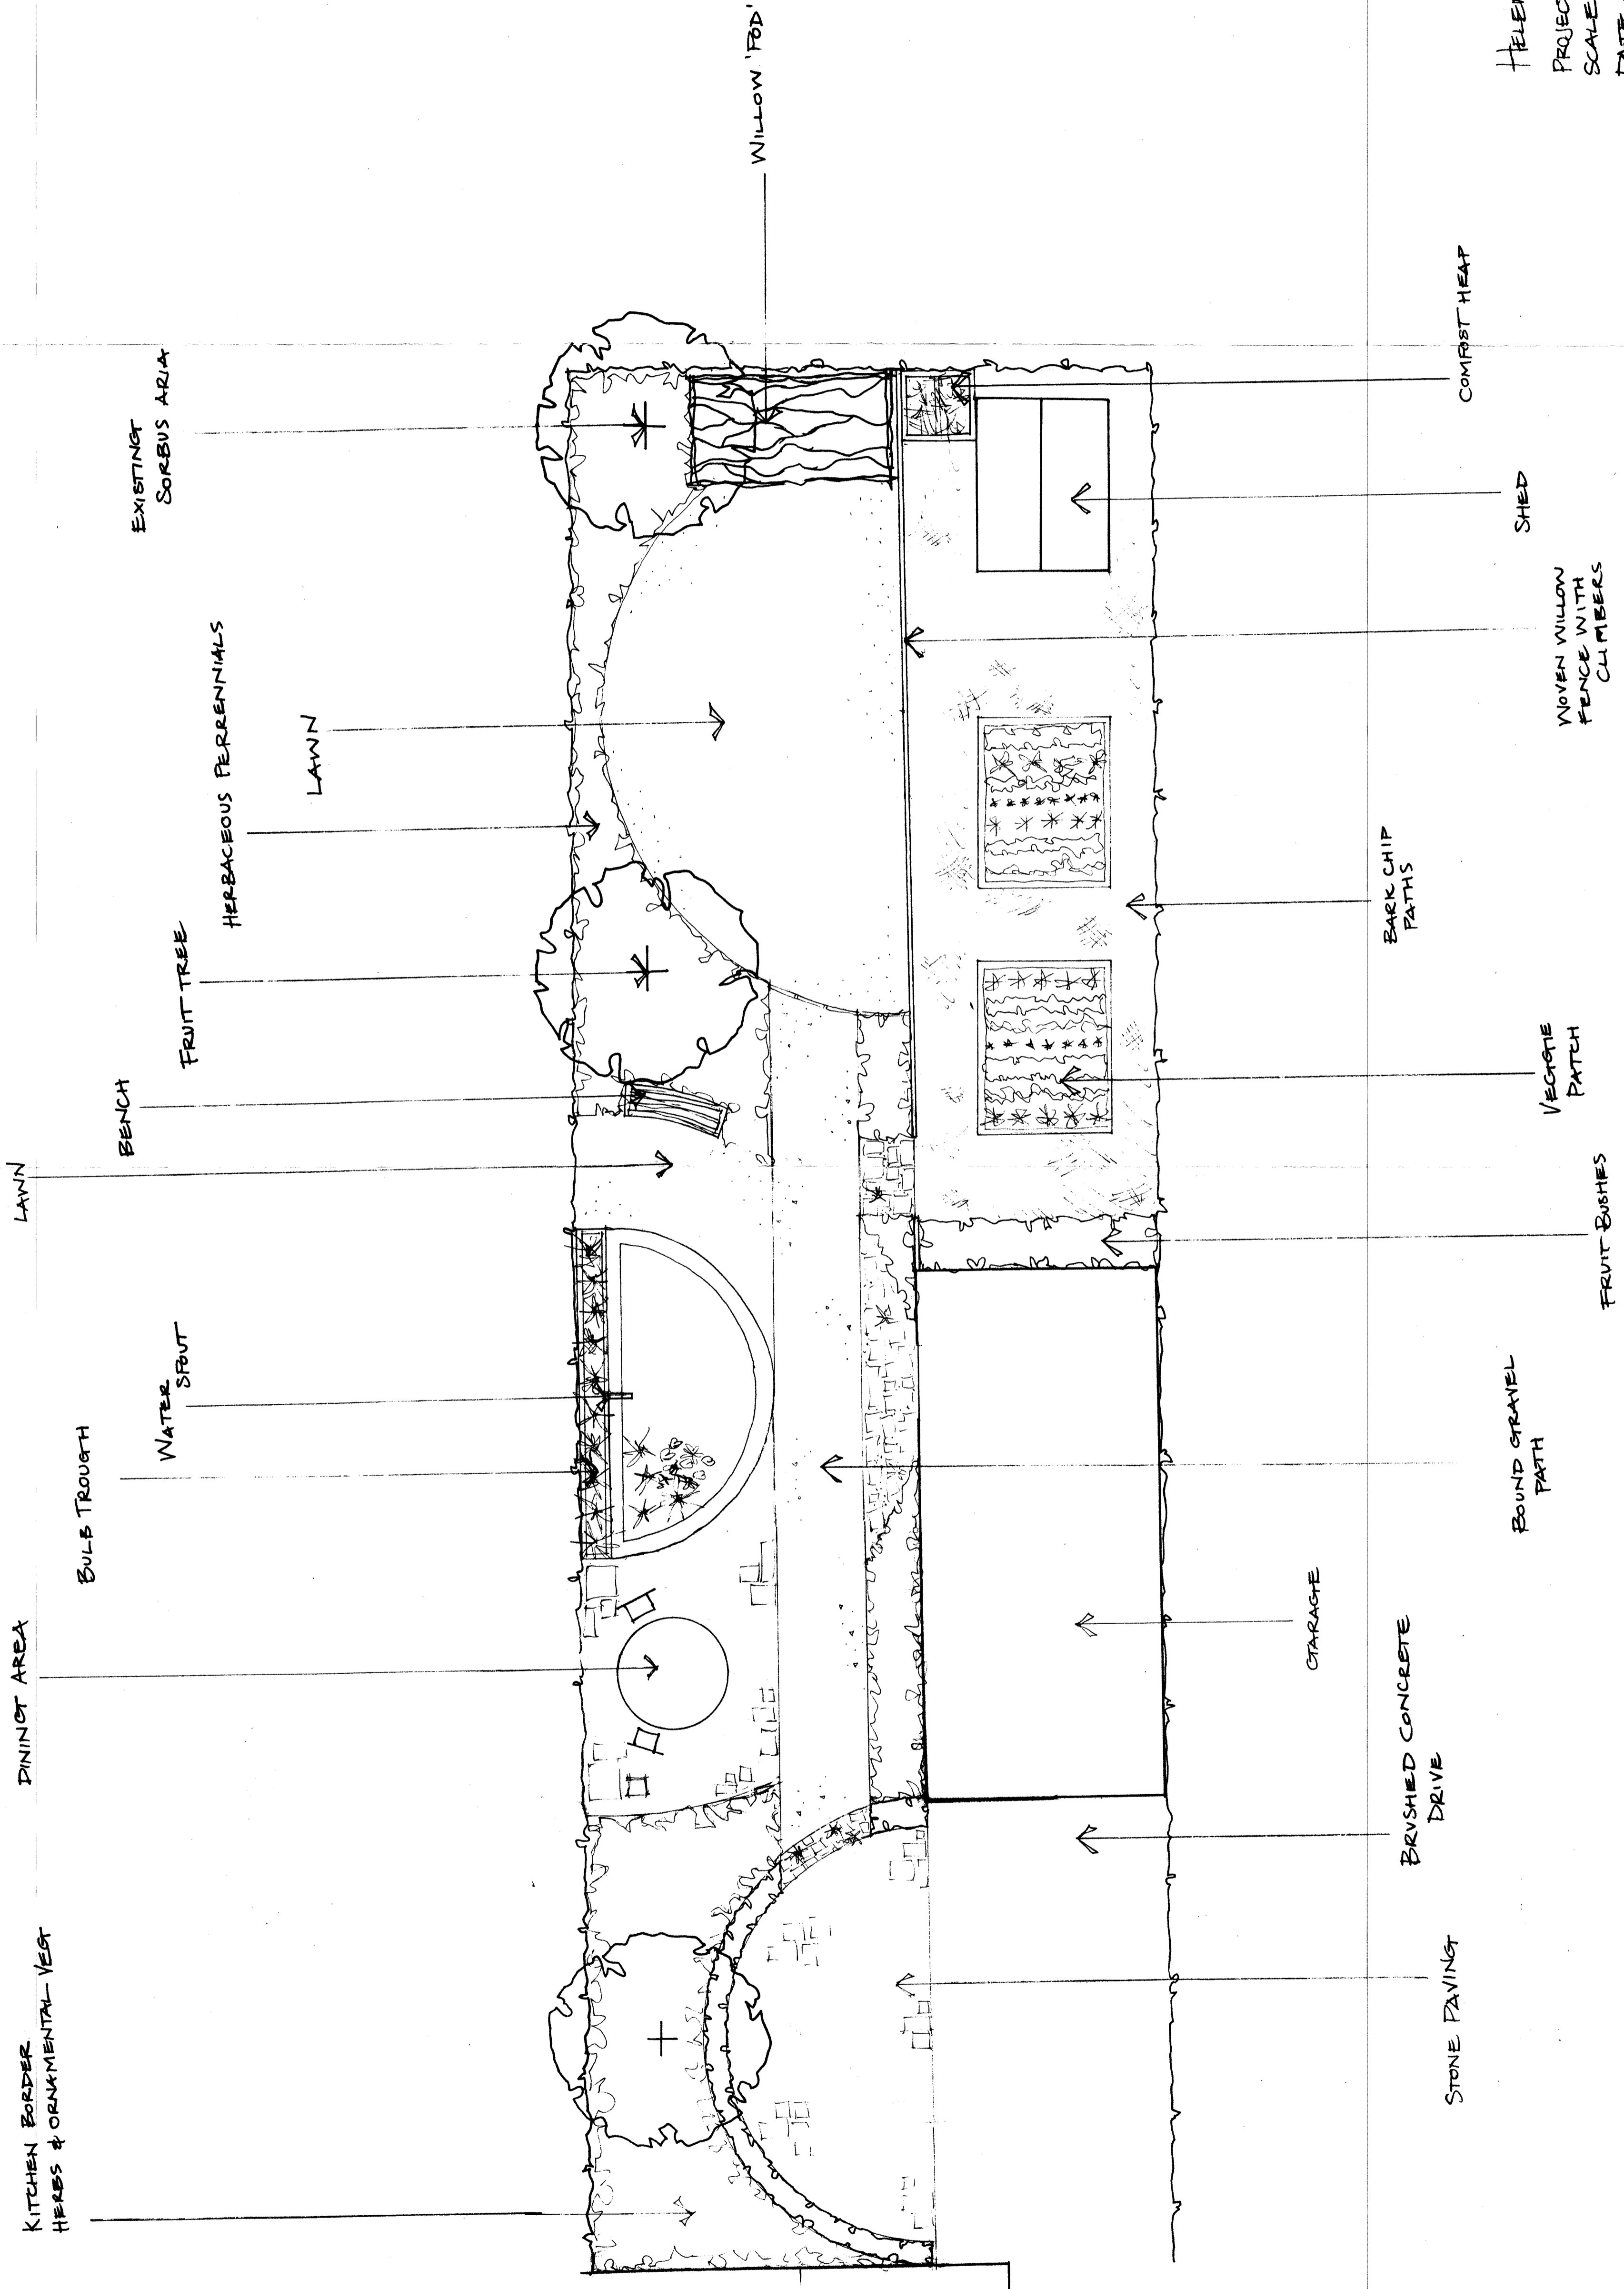 KITCHEN BORDER
HERBS & ORNAMENTAL VEG
DINING AREA
BULB TROUGH
WATER
SPOUT
LAWN
BENCH
FRUIT TREE
HERBACEOUS PERRENNIALS
LAWN
EXISTING
SORBUS ARIA
WILLOW 'POD'
STONE PAVING
BRUSHED CONCRETE
DRIVE
GARAGE
BOUND GRAVEL
PATH
FRUIT BUSHES
VEGGIE
PATCH
BARK CHIP
PATHS
WOVEN WILLOW
FENCE WITH
CLIMBERS
SHED
COMPOST HEAP
SCALE